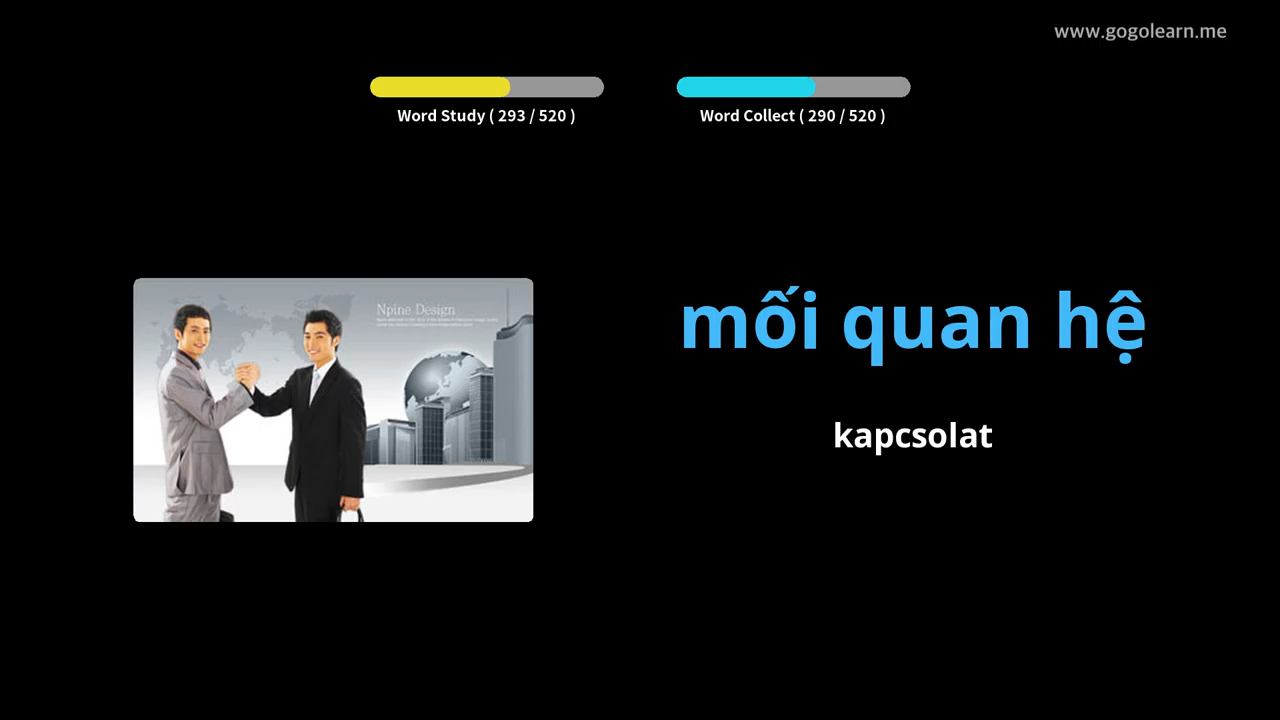 www.gogolearn.me
Word Study ( 293 / 520 )
Word Collect ( 290 / 520 )
Npine Design
mối quan hệ
kapcsolat